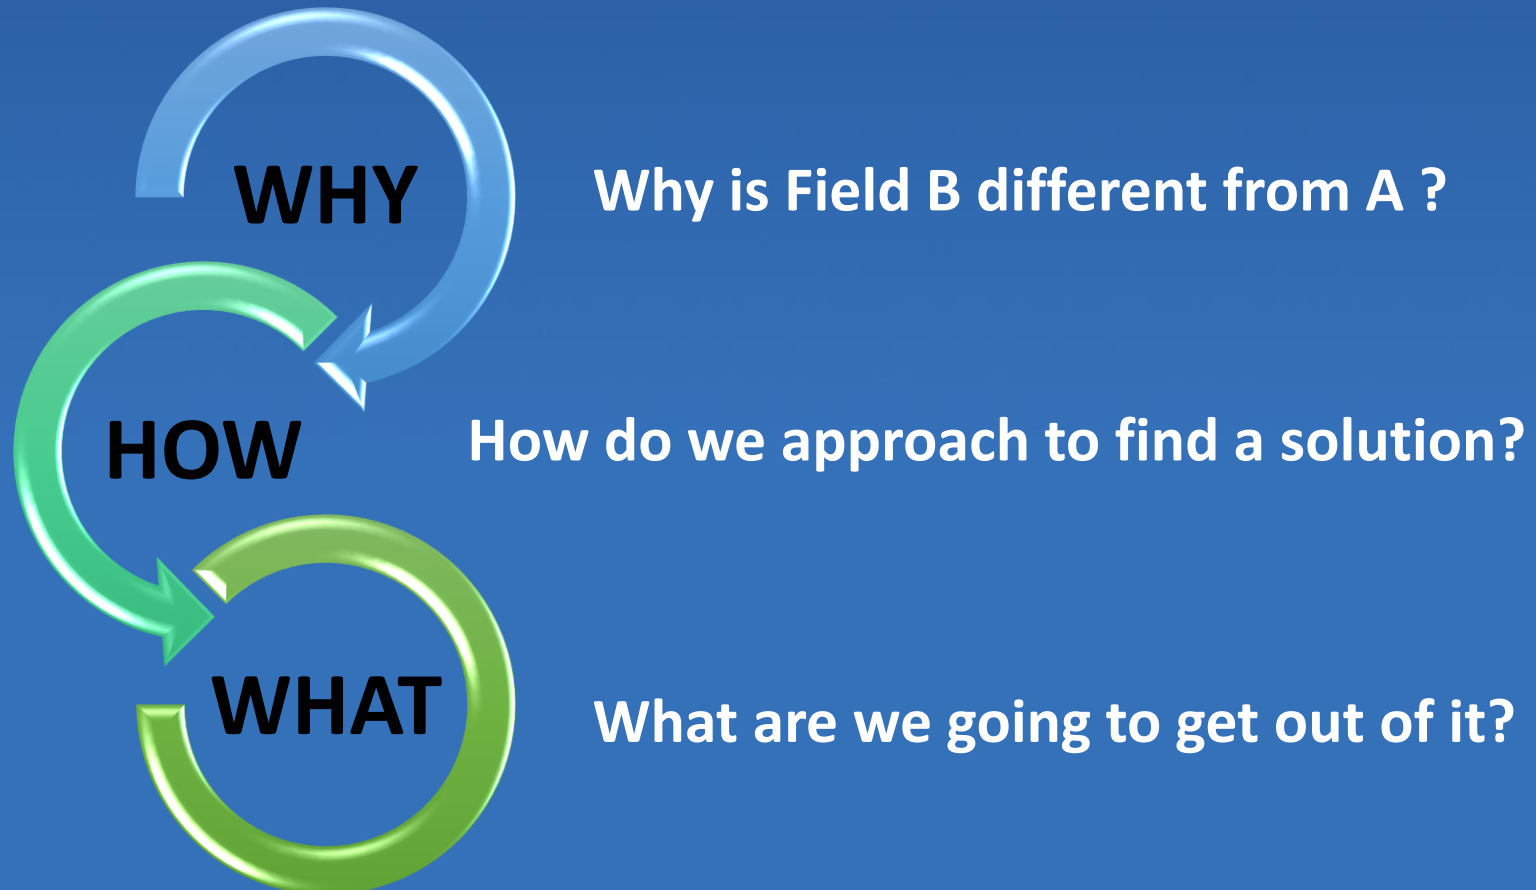 WHY
Why is Field B different from A ?
HOW
How do we approach to find a solution?
WHAT
What are we going to get out of it?